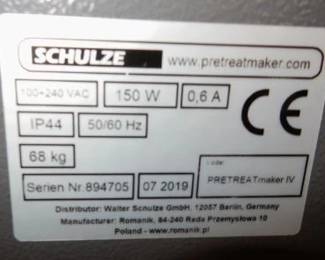 SCHULZE www.pretreatmaker.com
100÷240 VAC 150 W 0,6 A
IP44 50/60 Hz CE
68 kg
code:
Serien Nr. 894705 07 2019 PRETREATmaker IV
Distributor: Walter Schulze GmbH, 12057 Berlin, Germany
Manufacturer: Romanik, 84-240 Reda Przemysłowa 10
Poland - www.romanik.pl